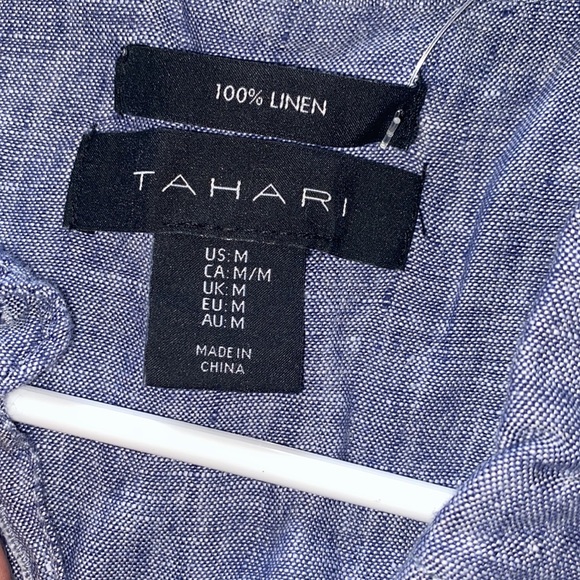 100% LINEN
TAHARI
US: M
CA: M/M
UK: M
EU: M
AU: M
MADE IN
CHINA